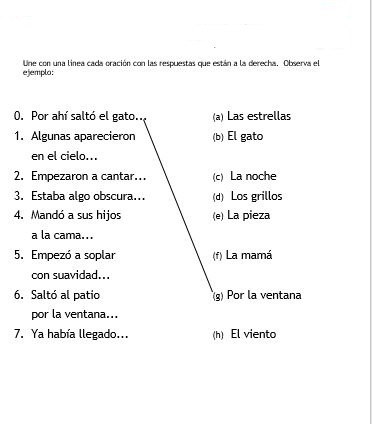 Une con una línea cada oración con las respuestas que están a la derecha. Observa el
ejemplo:
0. Por ahí saltó el gato... (a) Las estrellas
1. Algunas aparecieron (b) El gato
en el cielo...
2. Empezaron a cantar... (c) La noche
3. Estaba algo obscura... (d) Los grillos
4. Mandó a sus hijos (e) La pieza
a la cama...
5. Empezó a soplar (f) La mamá
con suavidad...
6. Saltó al patio (g) Por la ventana
por la ventana...
7. Ya había llegado... (h) El viento